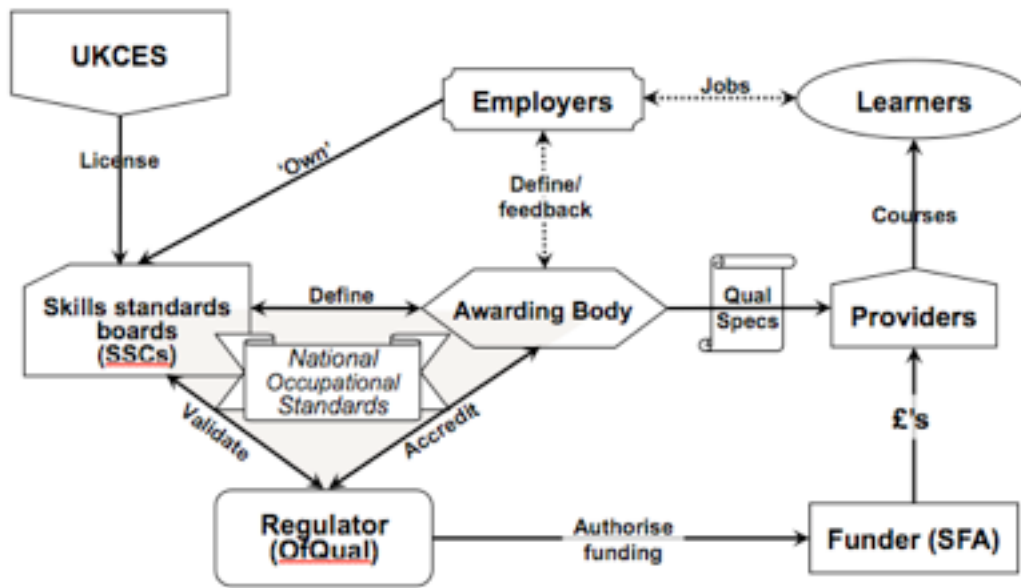 UKCES
Employers
Jobs
Learners
License
'Own'
Define/
feedback
Courses
Skills standards
boards
(SSCs)
Define
Awarding Body
Qual
Specs
Providers
National
Occupational
Standards
Validate
Accredit
£'s
Regulator
(OfQual)
Authorise
funding
Funder (SFA)